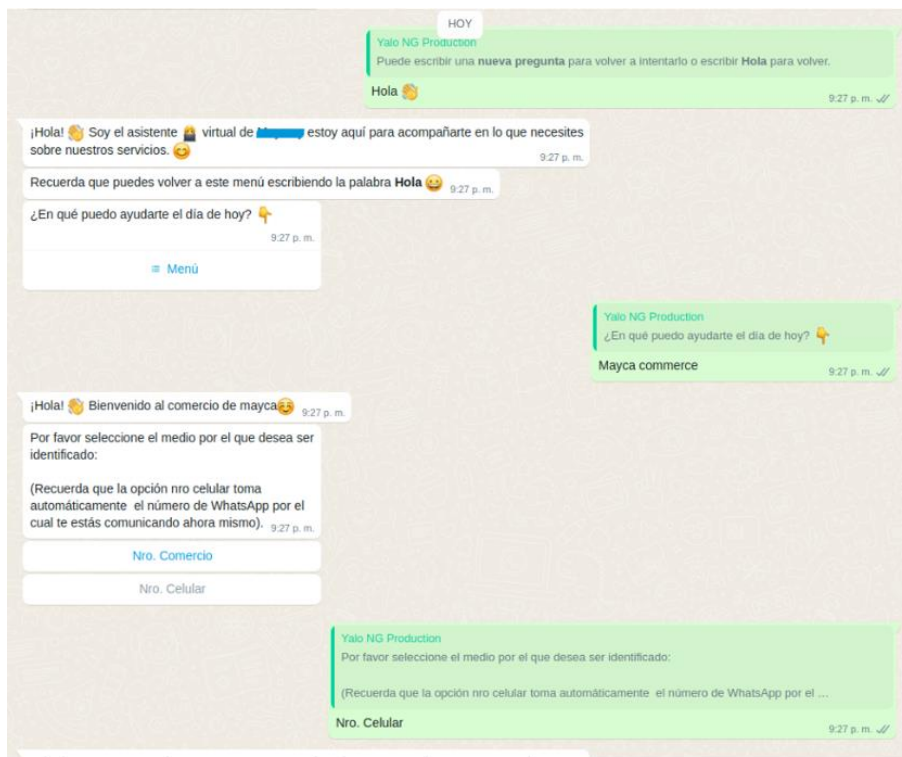 HOY
Yalo NG Production
Puede escribir una nueva pregunta para volver a intentarlo o escribir Hola para volver.
Hola 👋
9:27 p. m.
¡Hola! 👋 Soy el asistente 🤷‍♀️ virtual de estoy aquí para acompañarte en lo que necesites
sobre nuestros servicios. 😊
9:27 p. m.
Recuerda que puedes volver a este menú escribiendo la palabra Hola 😀 9:27 p. m.
¿En qué puedo ayudarte el día de hoy? 👇
9:27 p. m.
Menú
Yalo NG Production
¿En qué puedo ayudarte el día de hoy? 👇
Mayca commerce
9:27 p. m.
¡Hola! 👋 Bienvenido al comercio de mayca☺️ 9:27 p. m.
Por favor seleccione el medio por el que desea ser
identificado:
(Recuerda que la opción nro celular toma
automáticamente el número de WhatsApp por el
cual te estás comunicando ahora mismo). 9:27 p. m.
Nro. Comercio
Nro. Celular
Yalo NG Production
Por favor seleccione el medio por el que desea ser identificado:
(Recuerda que la opción nro celular toma automáticamente el número de WhatsApp por el ...
Nro. Celular
9:27 p. m.